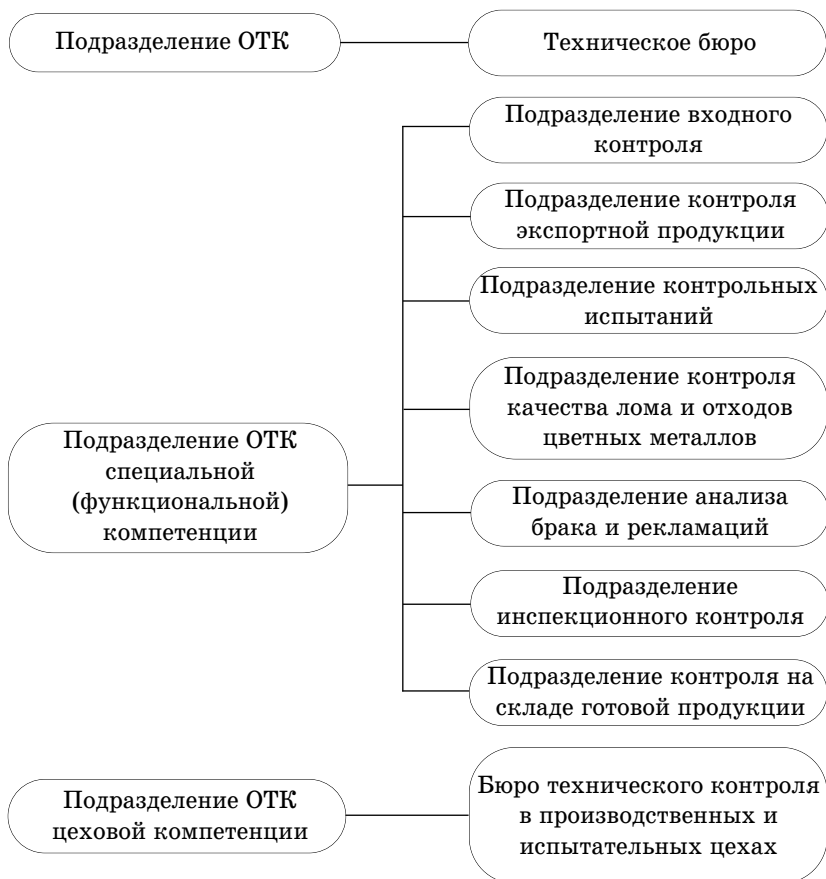 Подразделение ОТК
Техническое бюро
Подразделение входного
контроля
Подразделение контроля
экспортной продукции
Подразделение контрольных
испытаний
Подразделение контроля
качества лома и отходов
цветных металлов
Подразделение ОТК
специальной
(функциональной)
компетенции
Подразделение анализа
брака и рекламаций
Подразделение
инспекционного контроля
Подразделение контроля на
складе готовой продукции
Подразделение ОТК
цеховой компетенции
Бюро технического контроля
в производственных и
испытательных цехах